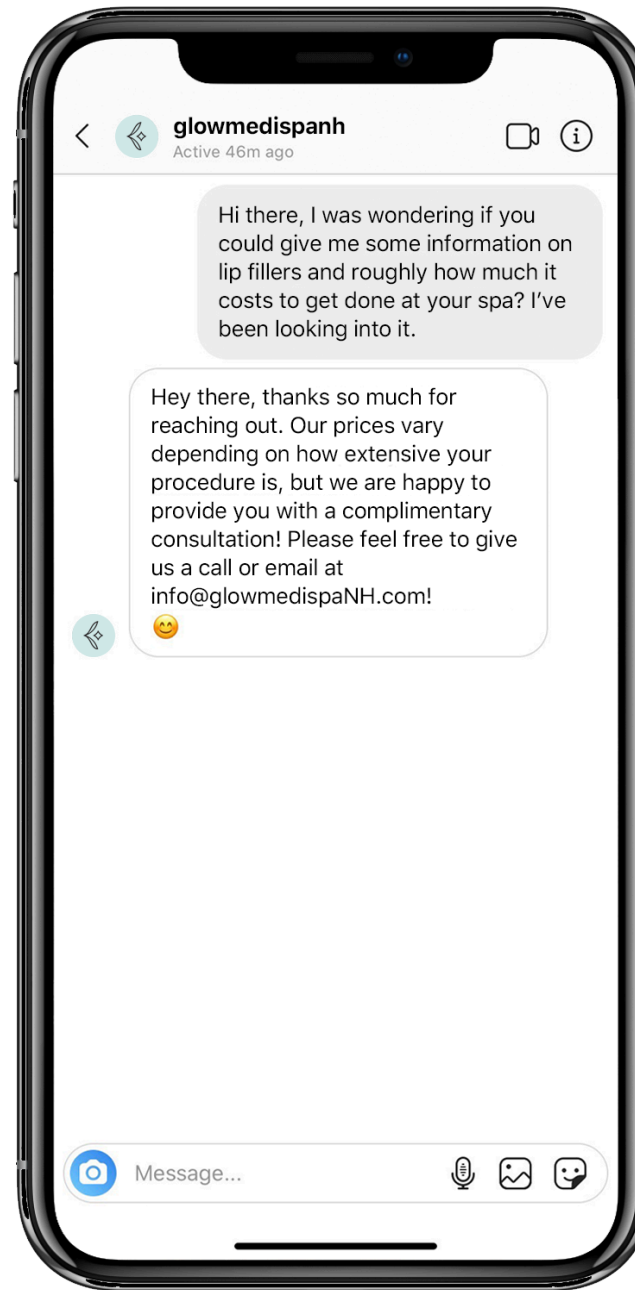 glowmedispanh
Active 46m ago
Hi there, I was wondering if you
could give me some information on
lip fillers and roughly how much it
costs to get done at your spa? I’ve
been looking into it.
Hey there, thanks so much for
reaching out. Our prices vary
depending on how extensive your
procedure is, but we are happy to
provide you with a complimentary
consultation! Please feel free to give
us a call or email at
info@glowmedispaNH.com!
😊
Message...